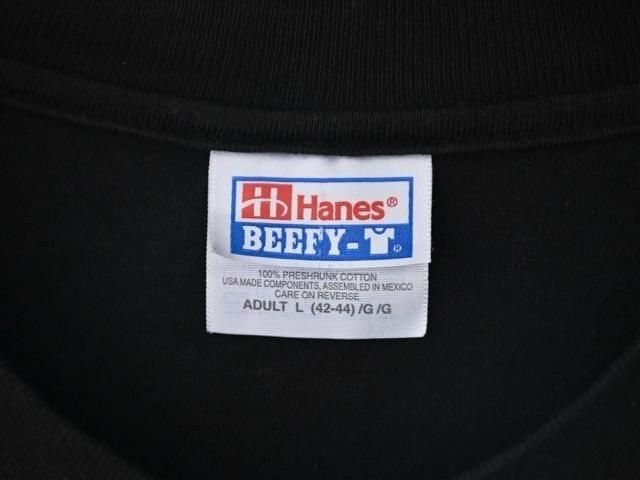 Hanes®
BEEFY-T®
100% PRESHRUNK COTTON
USA MADE COMPONENTS, ASSEMBLED IN MEXICO
CARE ON REVERSE
ADULT L (42-44) /G /G